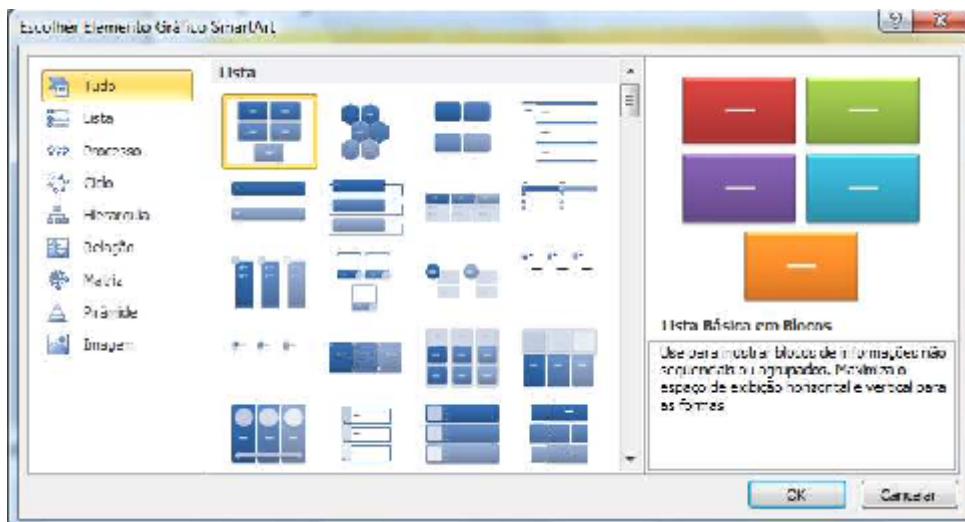 Escolher Elemento Gráfico SmartArt
Tudo
Lista
Processo
Ciclo
Hierarquia
Relação
Matriz
Pirâmide
Imagem
Lista
Lista Básica em Blocos
Use para mostrar blocos de informações não
sequenciais ou agrupados. Maximiza o
espaço de exibição horizontal e vertical para
as formas
OK
Cancelar